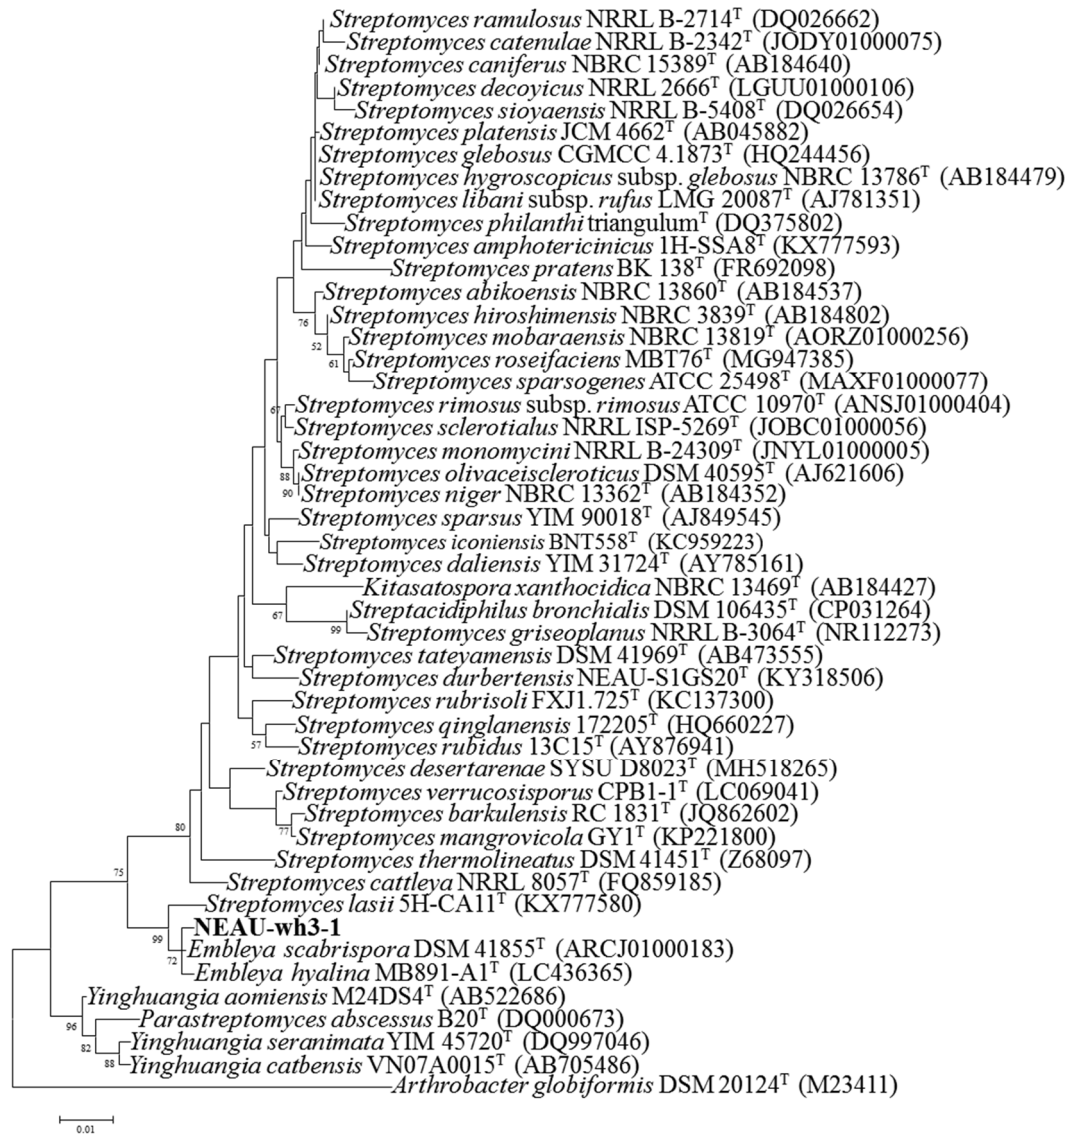 Streptomyces ramulosus NRRL B-2714T (DQ026662)
Streptomyces catenulae NRRL B-2342T (JODY01000075)
Streptomyces caniferus NBRC 15389T (AB184640)
Streptomyces decoyicus NRRL 2666T (LGUU01000106)
Streptomyces sioyaensis NRRL B-5408T (DQ026654)
Streptomyces platensis JCM 4662T (AB045882)
Streptomyces glebosus CGMCC 4.1873T (HQ244456)
Streptomyces hygroscopicus subsp. glebosus NBRC 13786T (AB184479)
Streptomyces libani subsp. rufus LMG 20087T (AJ781351)
Streptomyces philanthi triangulumT (DQ375802)
Streptomyces amphotericinicus 1H-SSA8T (KX777593)
Streptomyces pratens BK 138T (FR692098)
Streptomyces abikoensis NBRC 13860T (AB184537)
Streptomyces hiroshimensis NBRC 3839T (AB184802)
76
Streptomyces mobaraensis NBRC 13819T (AORZ01000256)
52
Streptomyces roseifaciens MBT76T (MG947385)
61
Streptomyces sparsogenes ATCC 25498T (MAXF01000077)
67
Streptomyces rimosus subsp. rimosus ATCC 10970T (ANSJ01000404)
Streptomyces sclerotialus NRRL ISP-5269T (JOBC01000056)
Streptomyces monomycini NRRL B-24309T (JNYL01000005)
88
Streptomyces olivaceiscleroticus DSM 40595T (AJ621606)
90
Streptomyces niger NBRC 13362T (AB184352)
Streptomyces sparsus YIM 90018T (AJ849545)
Streptomyces iconiensis BNT558T (KC959223)
Streptomyces daliensis YIM 31724T (AY785161)
Kitasatospora xanthocidica NBRC 13469T (AB184427)
67
Streptacidiphilus bronchialis DSM 106435T (CP031264)
99
Streptomyces griseoplanus NRRL B-3064T (NR112273)
Streptomyces tateyamensis DSM 41969T (AB473555)
Streptomyces durbertensis NEAU-S1GS20T (KY318506)
Streptomyces rubrisoli FXJ1.725T (KC137300)
Streptomyces qinglanensis 172205T (HQ660227)
57
Streptomyces rubidus 13C15T (AY876941)
Streptomyces desertarenae SYSU D8023T (MH518265)
Streptomyces verrucosisporus CPB1-1T (LC069041)
Streptomyces barkulensis RC 1831T (JQ862602)
77
Streptomyces mangrovicola GY1T (KP221800)
80
Streptomyces thermolineatus DSM 41451T (Z68097)
75
Streptomyces cattleya NRRL 8057T (FQ859185)
Streptomyces lasii 5H-CA11T (KX777580)
NEAU-wh3-1
99
Embleya scabrispora DSM 41855T (ARCJ01000183)
72
Embleya hyalina MB891-A1T (LC436365)
Yinghuangia aomiensis M24DS4T (AB522686)
96
Parastreptomyces abscessus B20T (DQ000673)
82
Yinghuangia seranimata YIM 45720T (DQ997046)
88
Yinghuangia catbensis VN07A0015T (AB705486)
Arthrobacter globiformis DSM 20124T (M23411)
0.01